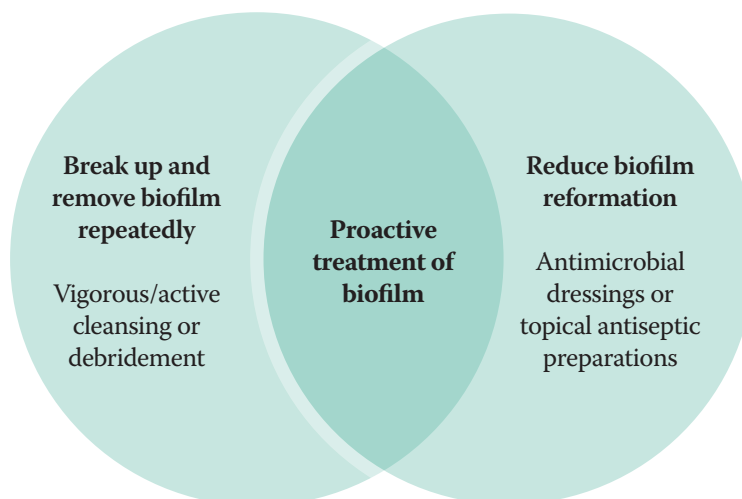 Break up and
remove biofilm
repeatedly
Vigorous/active
cleansing or
debridement
Proactive
treatment of
biofilm
Reduce biofilm
reformation
Antimicrobial
dressings or
topical antiseptic
preparations